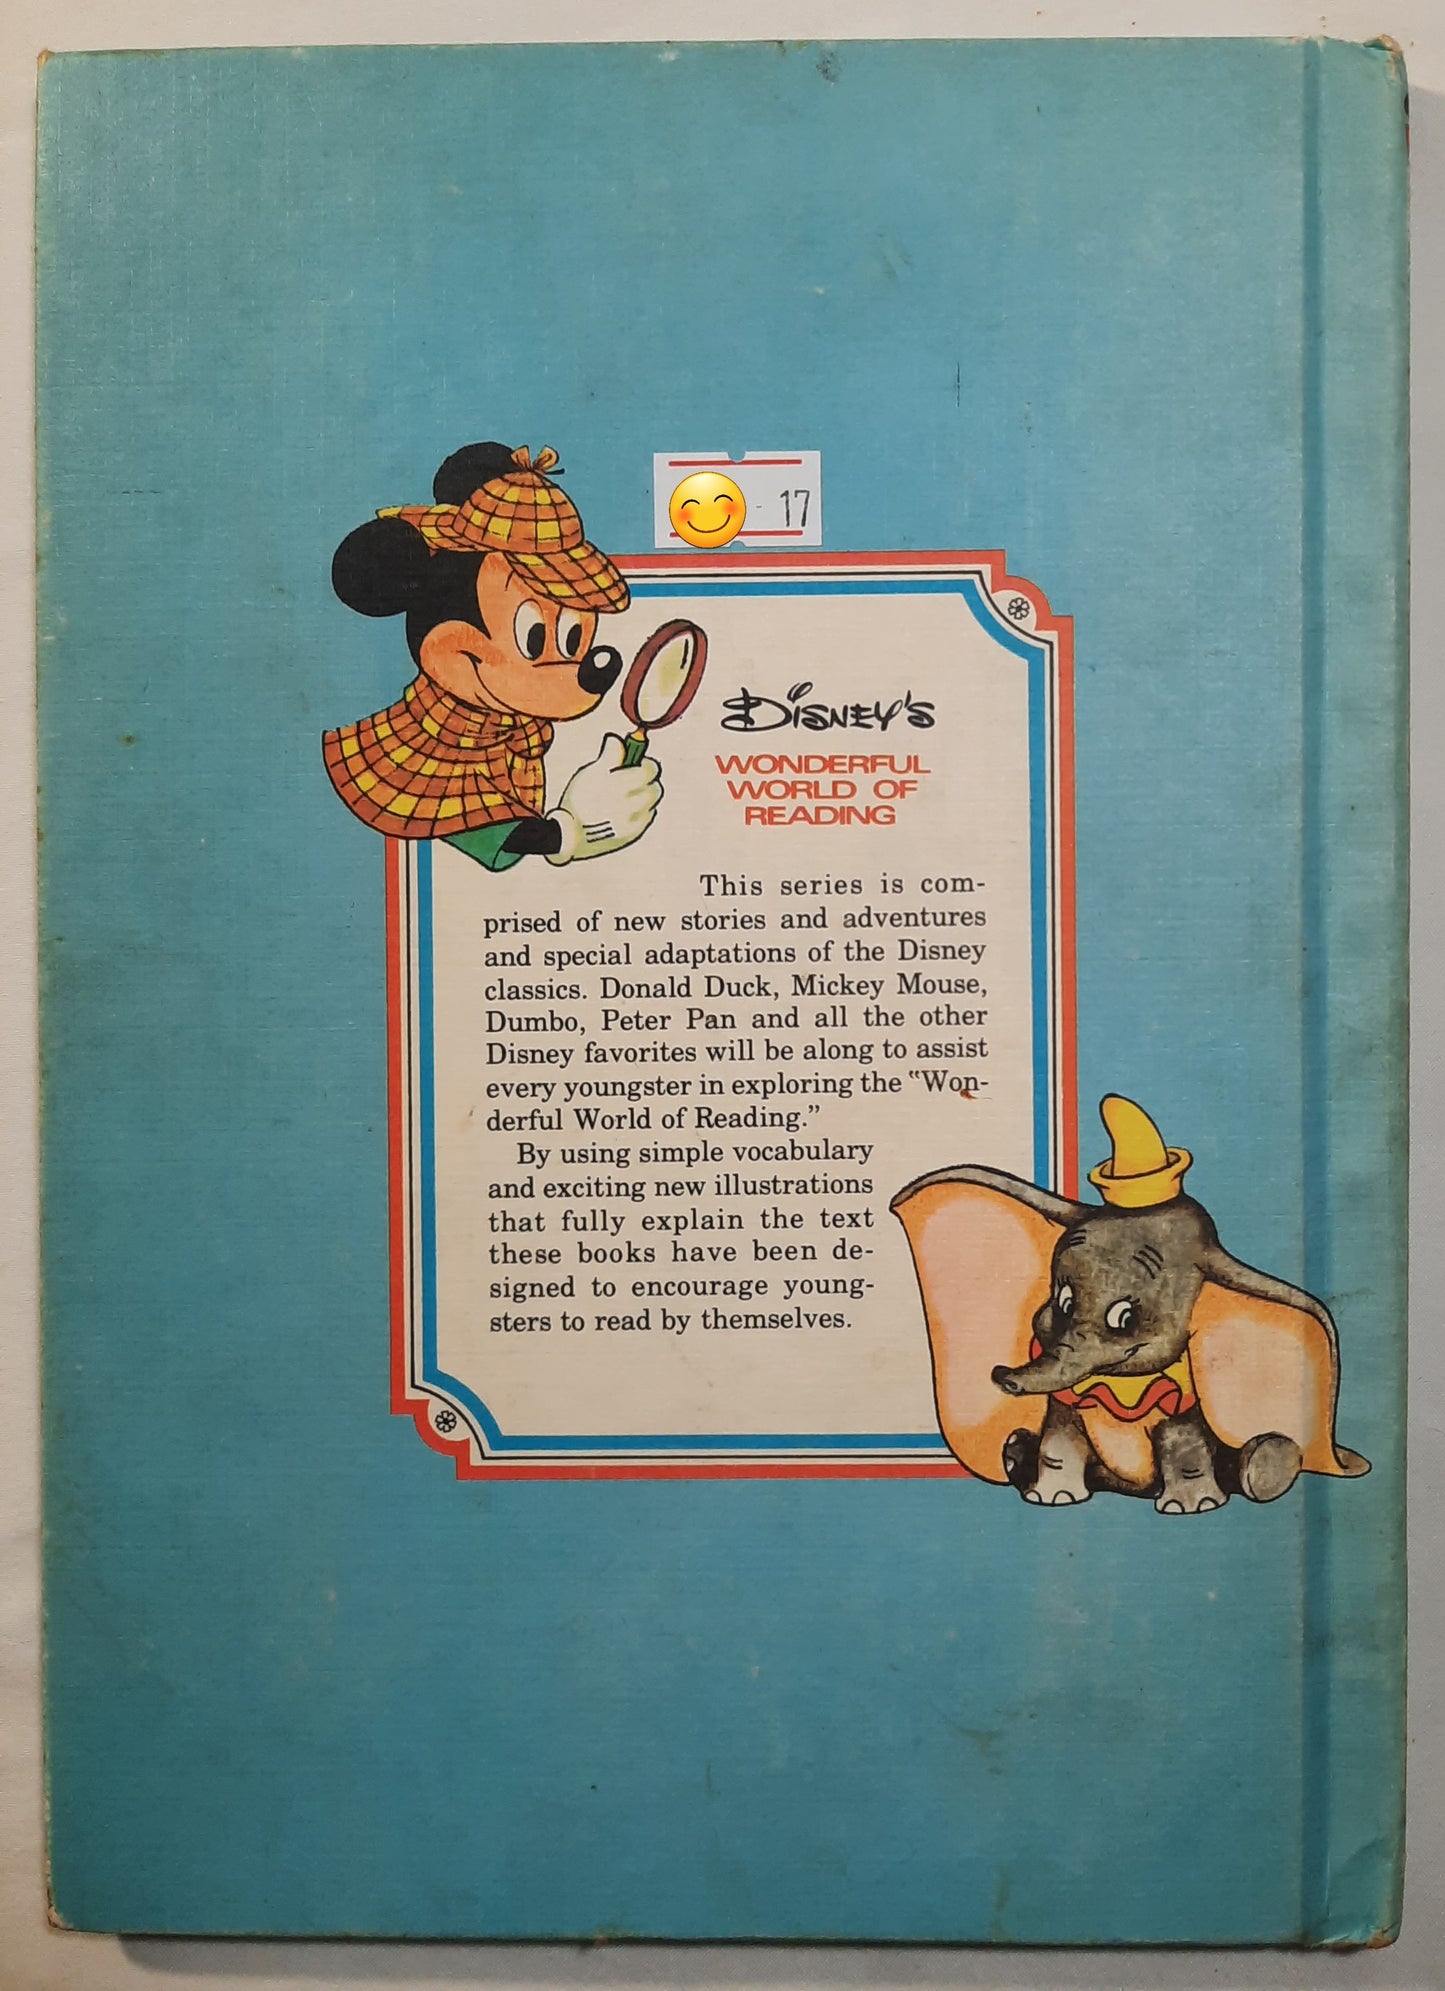 - 17
DISNEY'S
WONDERFUL
WORLD OF
READING
This series is com-
prised of new stories and adventures
and special adaptations of the Disney
classics. Donald Duck, Mickey Mouse,
Dumbo, Peter Pan and all the other
Disney favorites will be along to assist
every youngster in exploring the "Won-
derful World of Reading."
By using simple vocabulary
and exciting new illustrations
that fully explain the text
these books have been de-
signed to encourage young-
sters to read by themselves.